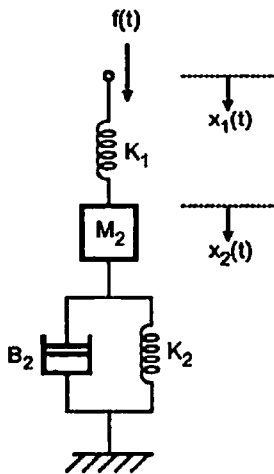 f(t)
x₁(t)
K₁
M₂
x₂(t)
B₂
K₂